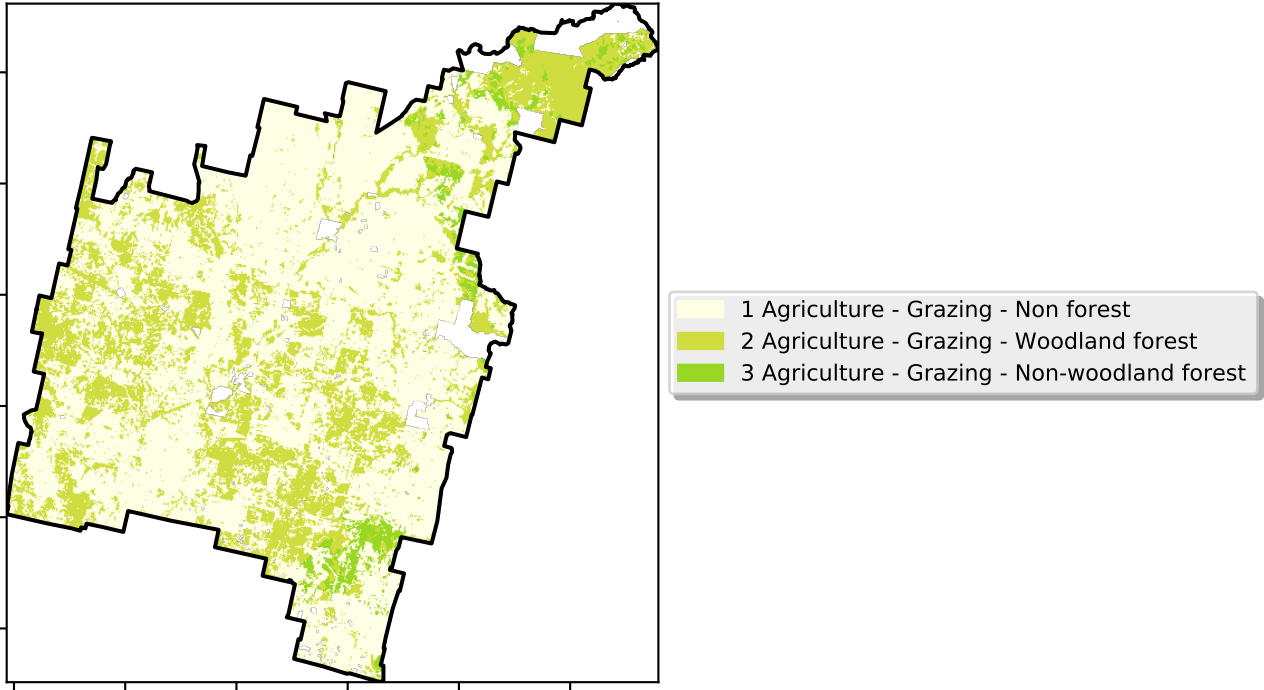 1 Agriculture - Grazing - Non forest
2 Agriculture - Grazing - Woodland forest
3 Agriculture - Grazing - Non-woodland forest